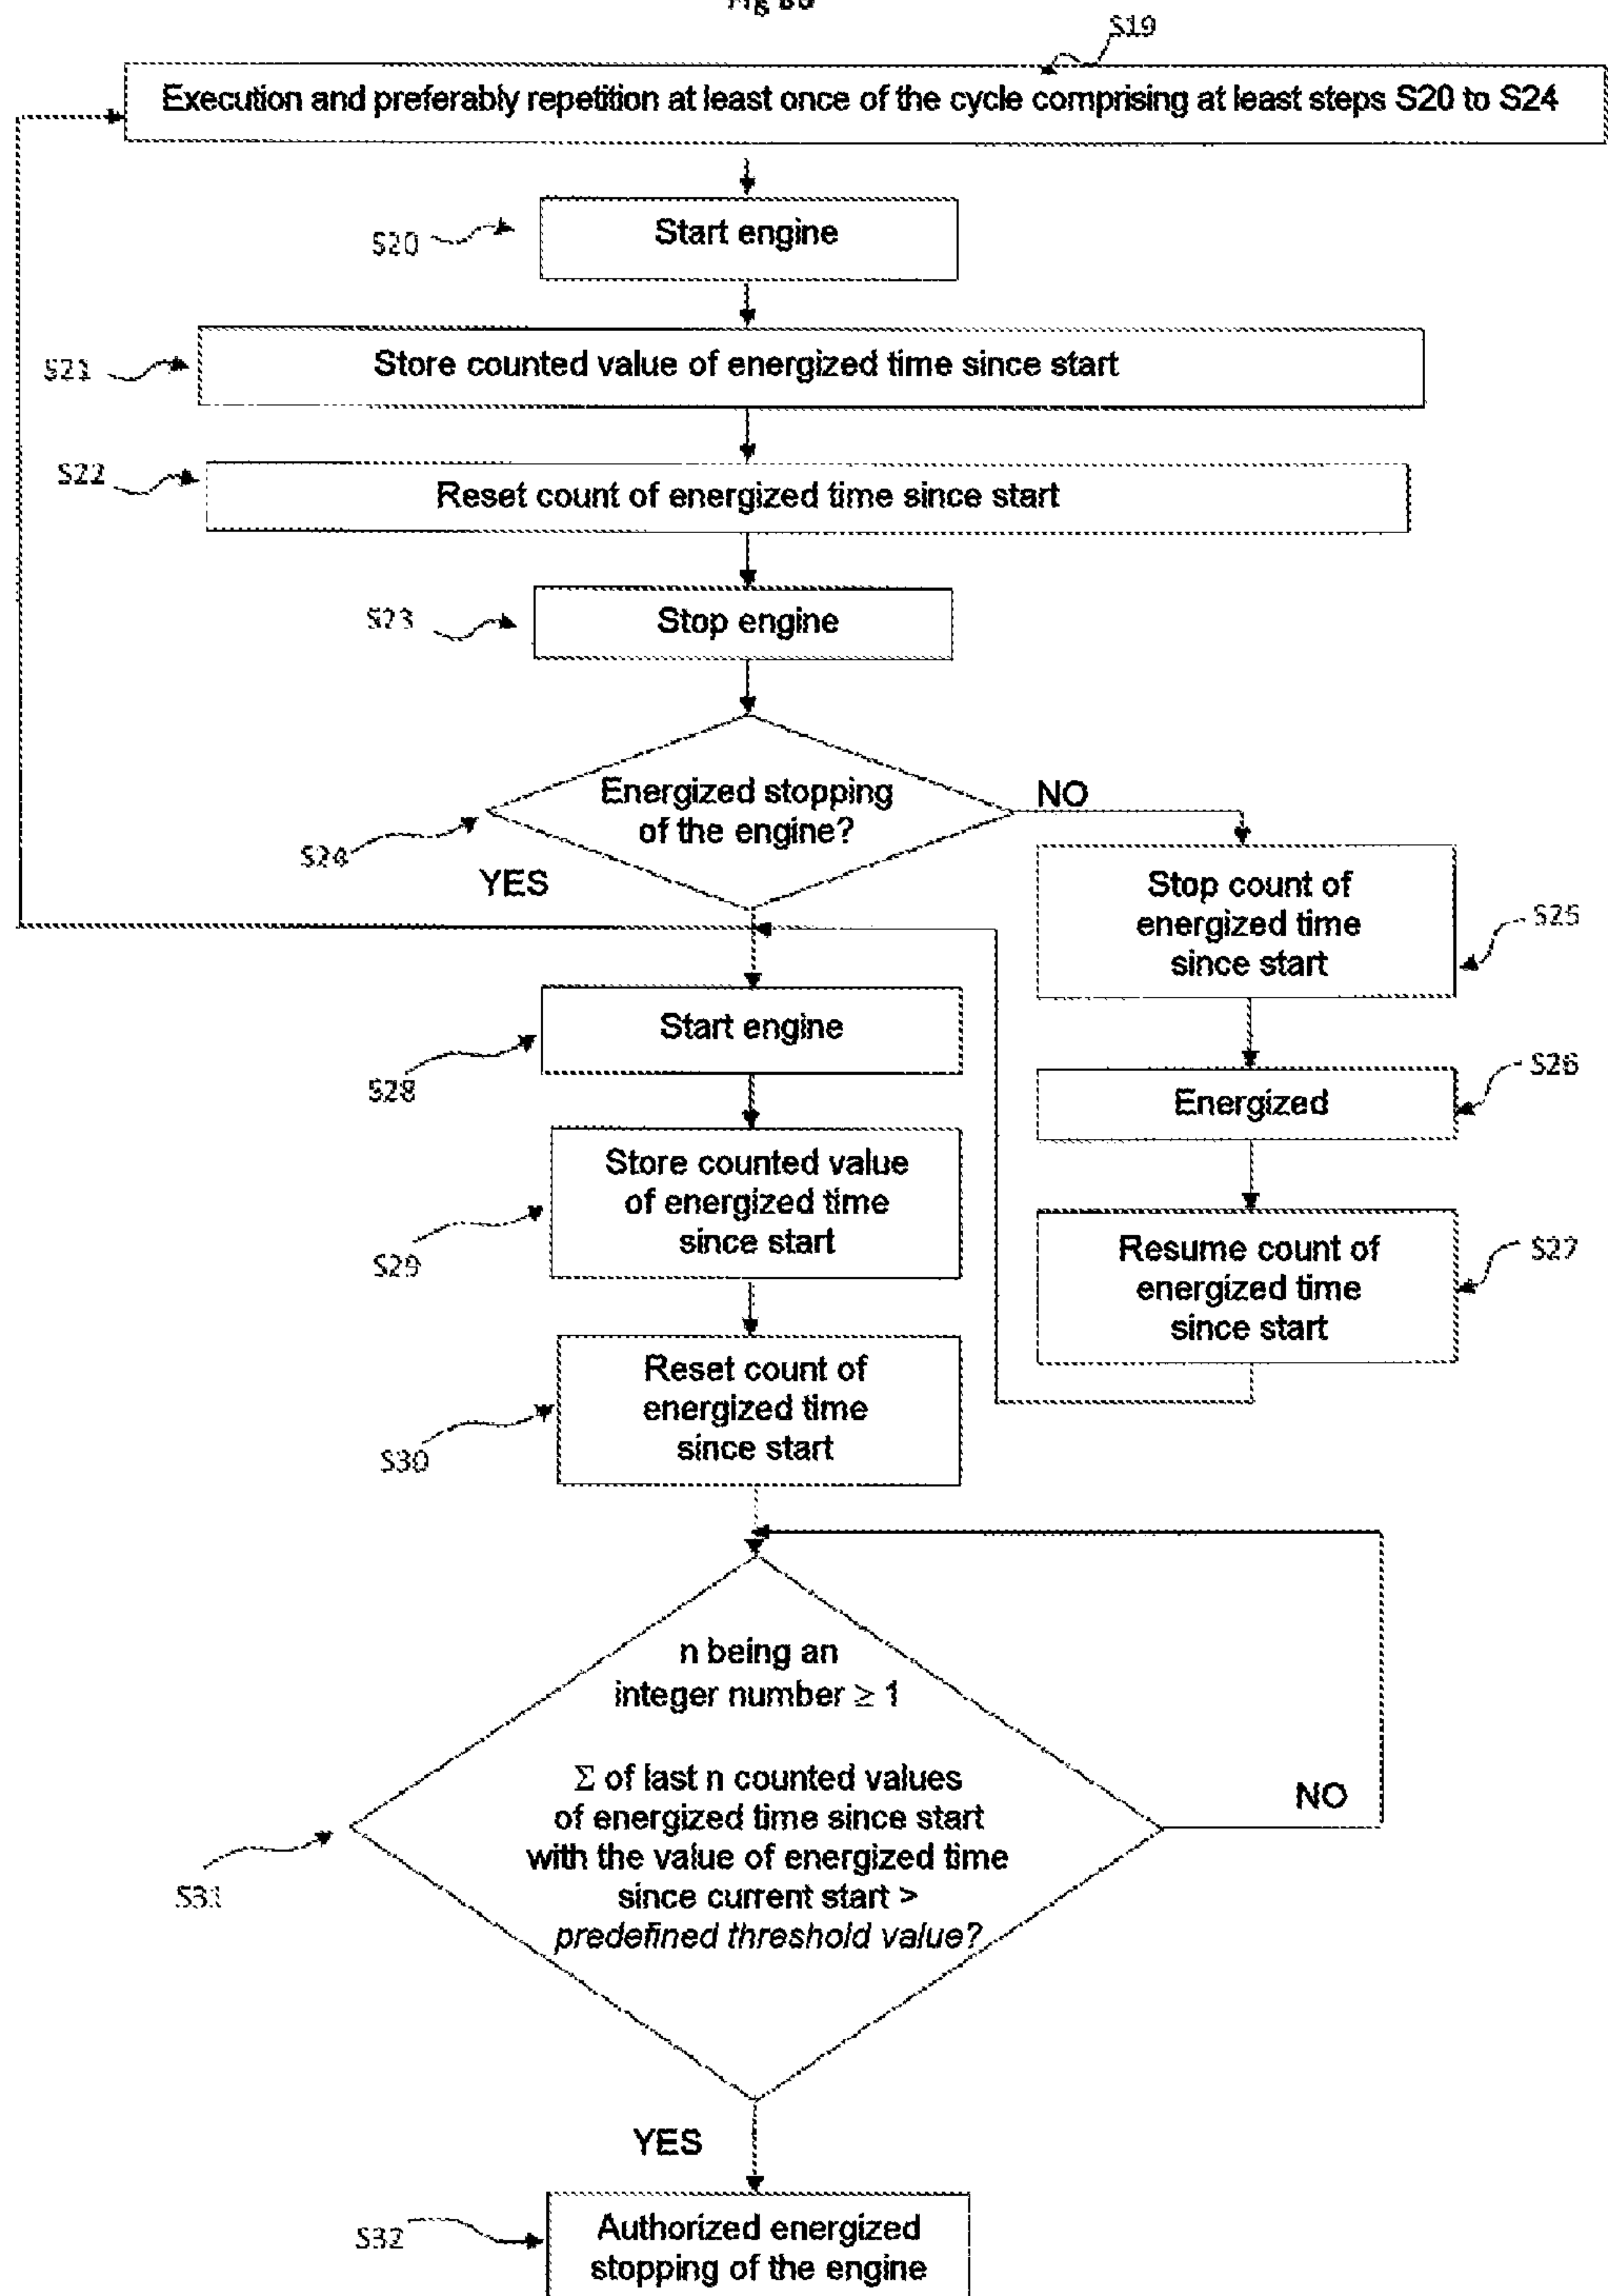 S19
Execution and preferably repetition at least once of the cycle comprising at least steps S20 to S24
S20
Start engine
S21
Store counted value of energized time since start
S22
Reset count of energized time since start
S23
Stop engine
Energized stopping
of the engine?
NO
S24
YES
Stop count of
energized time
since start
S25
Start engine
S28
Energized
S26
Store counted value
of energized time
since start
S29
Resume count of
energized time
since start
S27
Reset count of
energized time
since start
S30
n being an
integer number ≥ 1
Σ of last n counted values
of energized time since start
with the value of energized time
since current start >
predefined threshold value?
NO
S31
YES
S32
Authorized energized
stopping of the engine